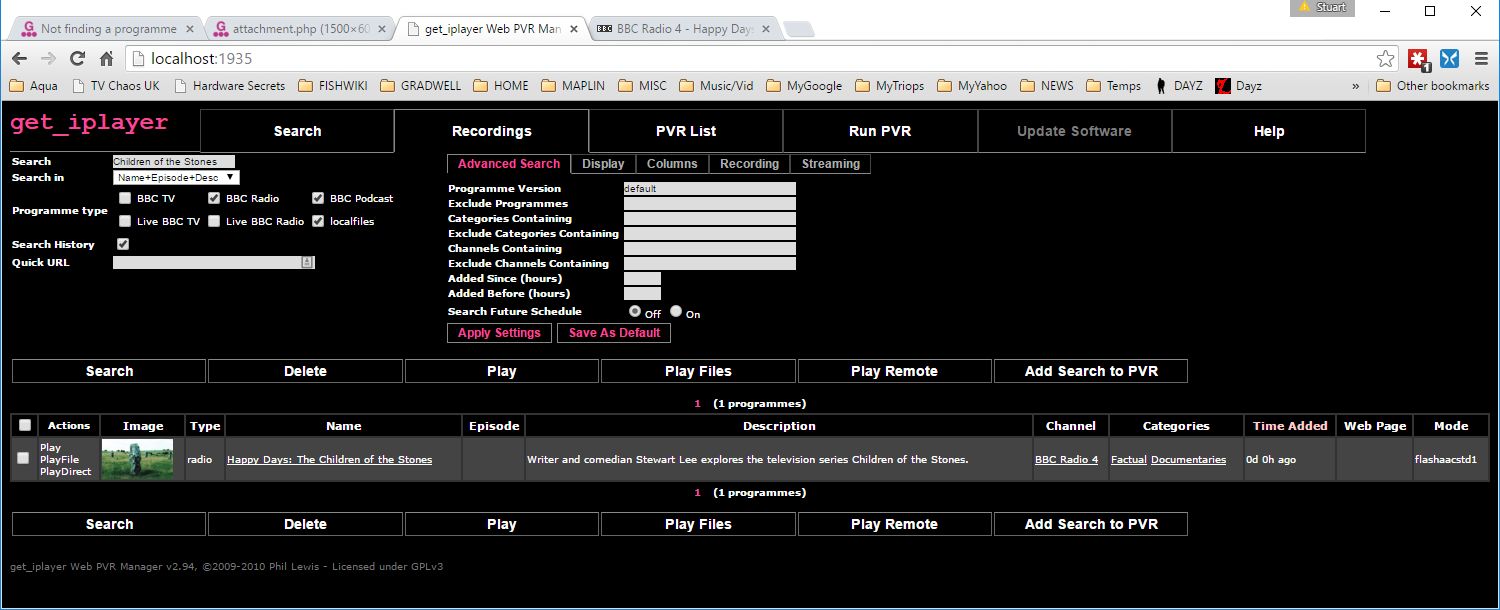 Stuart
Not finding a programme
attachment.php (1500×60
get_iplayer Web PVR Man
BBC BBC Radio 4 - Happy Day
localhost:1935
1
Aqua TV Chaos UK Hardware Secrets FISHWIKI GRADWELL HOME MAPLIN MISC Music/Vid MyGoogle MyTriops MyYahoo NEWS Temps DAYZ Dayz » Other bookmarks
get_iplayer Search Recordings PVR List Run PVR Update Software Help
Search Children of the Stones
Search in Name+Episode+Desc
Programme type BBC TV BBC Radio BBC Podcast
Live BBC TV Live BBC Radio localfiles
Search History
Quick URL
Advanced Search Display Columns Recording Streaming
Programme Version default
Exclude Programmes
Categories Containing
Exclude Categories Containing
Channels Containing
Exclude Channels Containing
Added Since (hours)
Added Before (hours)
Search Future Schedule Off On
Apply Settings Save As Default
Search Delete Play Play Files Play Remote Add Search to PVR
1 (1 programmes)
Actions Image Type Name Episode Description Channel Categories Time Added Web Page Mode
Play
PlayFile
PlayDirect
radio Happy Days: The Children of the Stones Writer and comedian Stewart Lee explores the television series Children of the Stones. BBC Radio 4 Factual Documentaries 0d 0h ago flashaacstd1
1 (1 programmes)
Search Delete Play Play Files Play Remote Add Search to PVR
get_iplayer Web PVR Manager v2.94, ©2009-2010 Phil Lewis - Licensed under GPLv3